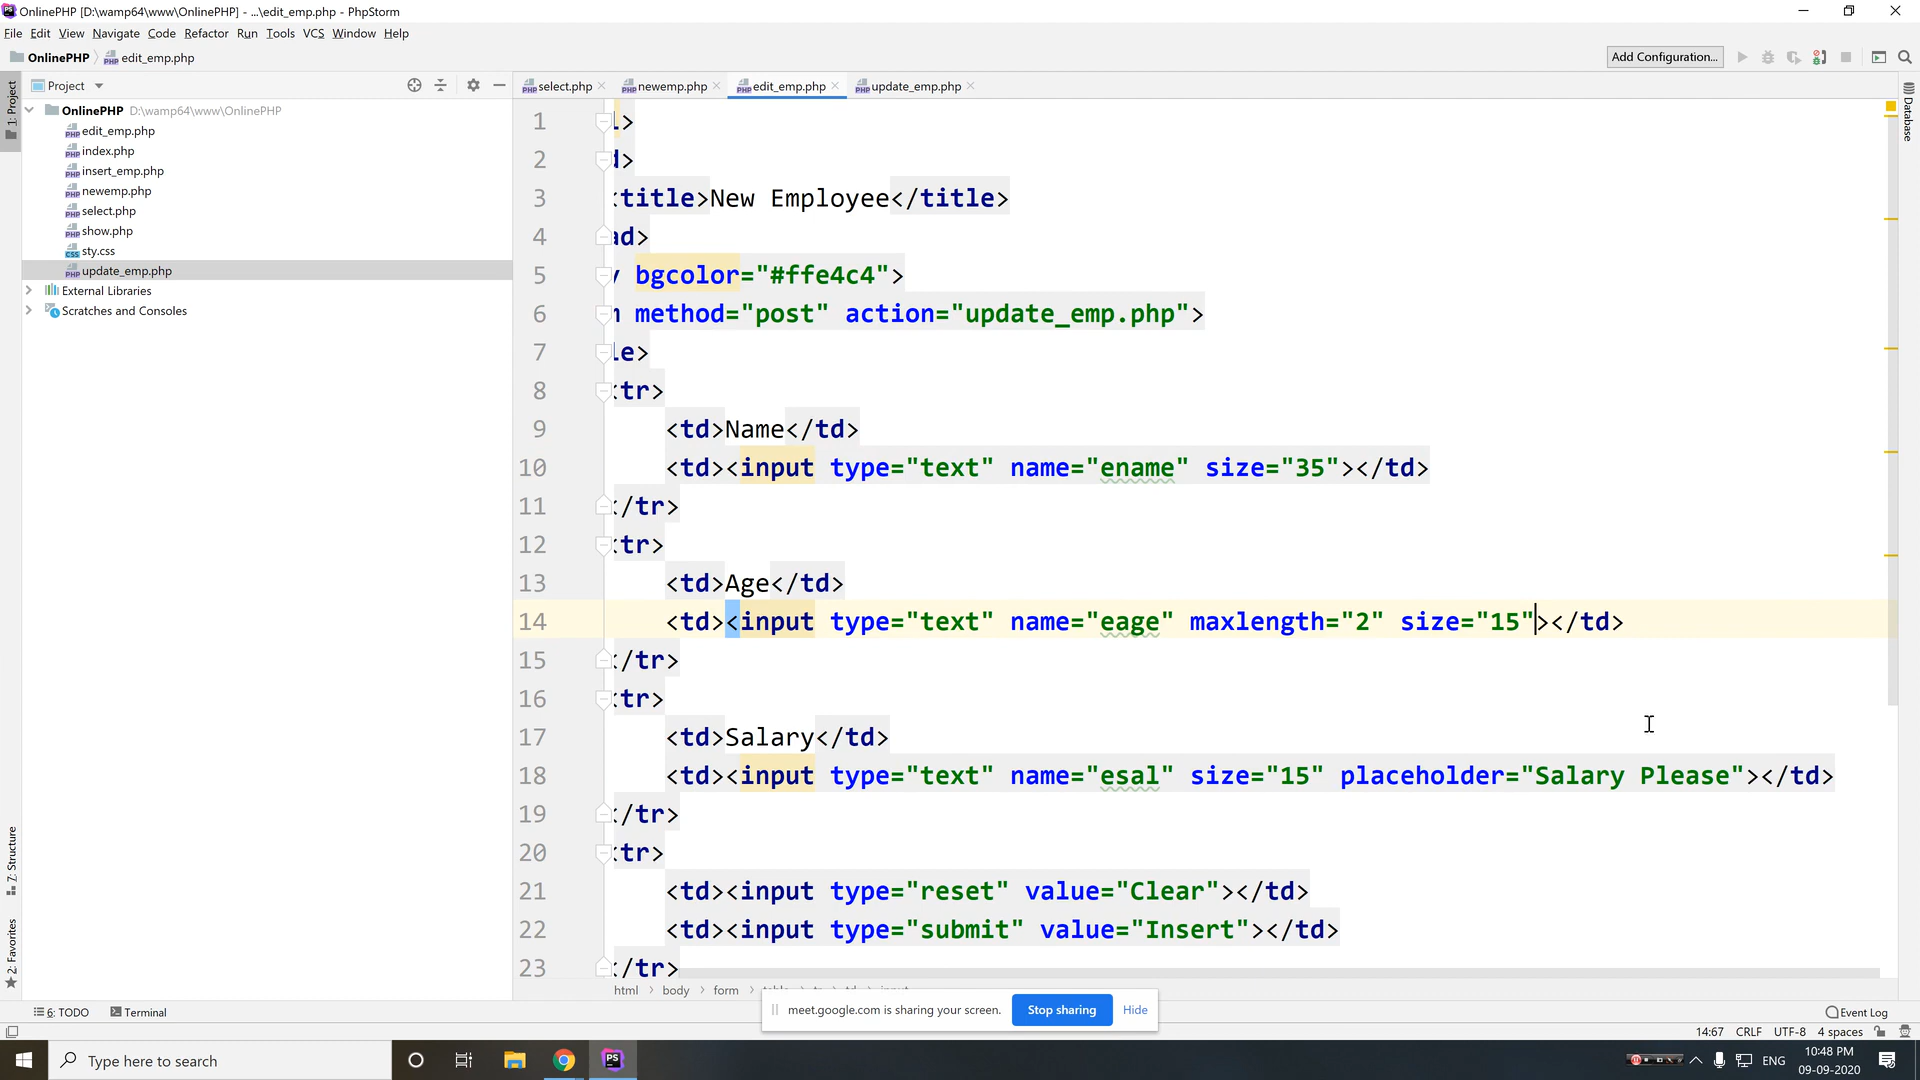 OnlinePHP [D:\wamp64\www\OnlinePHP] - ...\edit_emp.php - PhpStorm
File Edit View Navigate Code Refactor Run Tools VCS Window Help
OnlinePHP edit_emp.php
Add Configuration...
Project
select.php newemp.php edit_emp.php update_emp.php
1: Project
Database
OnlinePHP D:\wamp64\www\OnlinePHP
edit_emp.php
index.php
insert_emp.php
newemp.php
select.php
show.php
sty.css
update_emp.php
External Libraries
Scratches and Consoles
7: Structure
2: Favorites
1 l>
2 d>
3 <title>New Employee</title>
4 ad>
5 y bgcolor="#ffe4c4">
6 m method="post" action="update_emp.php">
7 le>
8 <tr>
9 <td>Name</td>
10 <td><input type="text" name="ename" size="35"></td>
11 </tr>
12 <tr>
13 <td>Age</td>
14 <td><input type="text" name="eage" maxlength="2" size="15"></td>
15 </tr>
16 <tr>
17 <td>Salary</td>
18 <td><input type="text" name="esal" size="15" placeholder="Salary Please"></td>
19 </tr>
20 <tr>
21 <td><input type="reset" value="Clear"></td>
22 <td><input type="submit" value="Insert"></td>
23 </tr>
html > body > form
meet.google.com is sharing your screen. Stop sharing Hide
6: TODO Terminal
Event Log
14:67 CRLF UTF-8 4 spaces
Type here to search
ENG
10:48 PM
09-09-2020